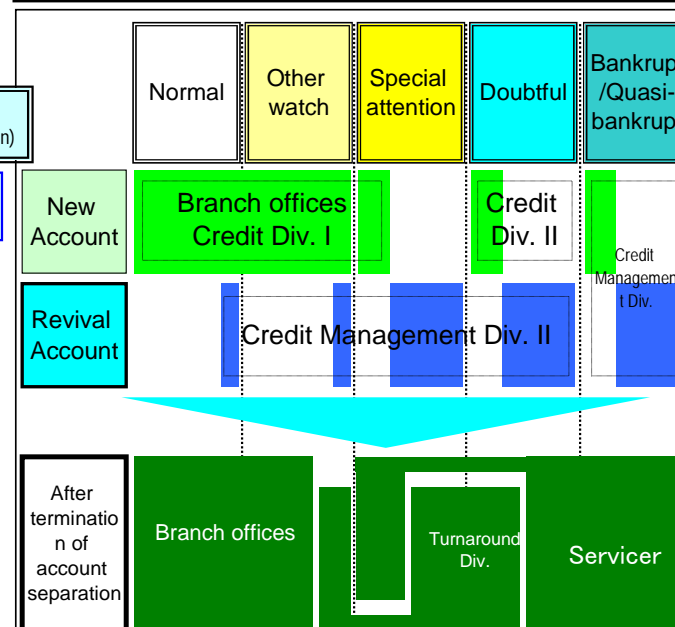 Normal
Other
watch
Special
attention
Doubtful
Bankrup
/Quasi-
bankrup
n)
New
Account
Branch offices
Credit Div. I
Credit
Div. II
Credit
Managemen
t Div.
Revival
Account
Credit Management Div. II
After
terminatio
n of
account
separation
Branch offices
Turnaround
Div.
Servicer